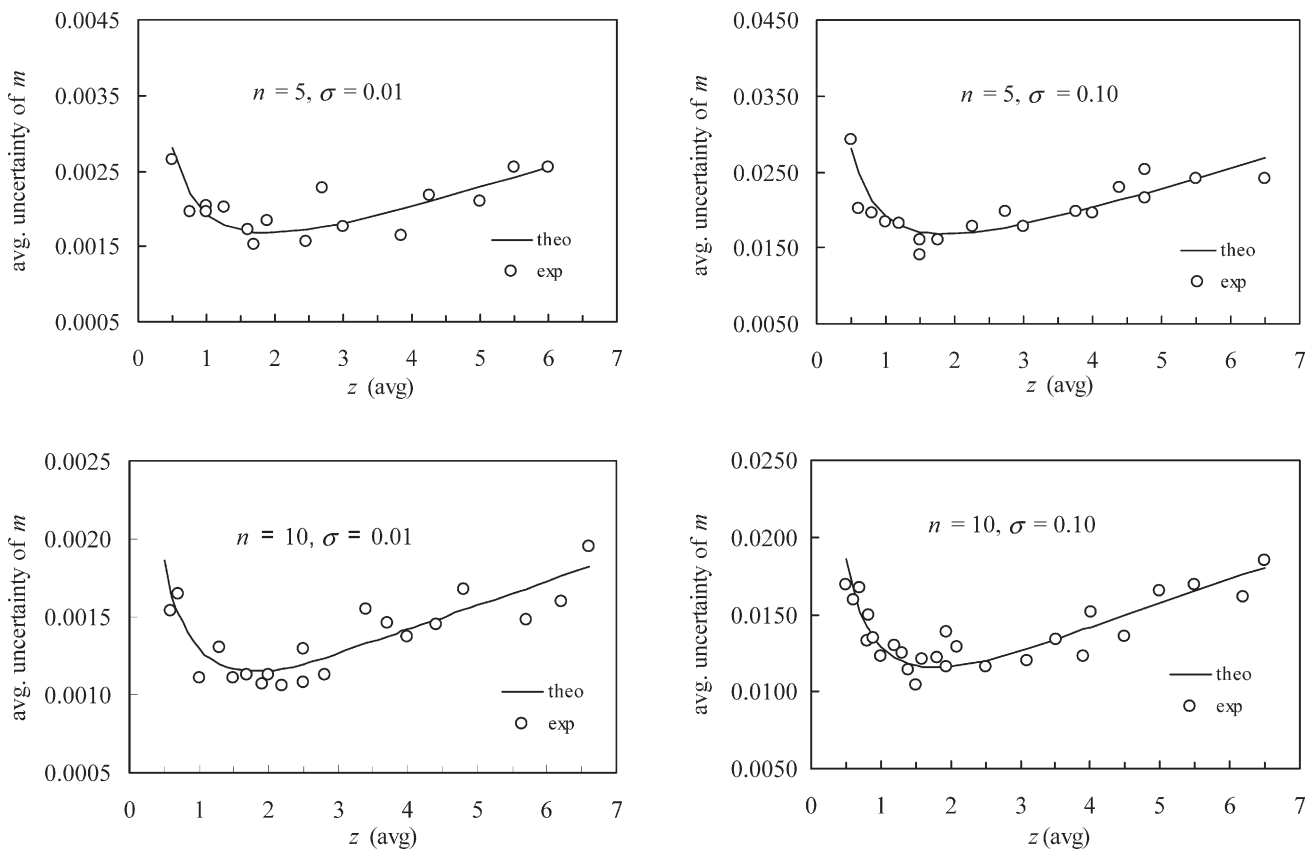 0.0045
0.0035
0.0025
0.0015
0.0005
avg. uncertainty of m
n = 5, σ = 0.01
theo
exp
0 1 2 3 4 5 6 7
z (avg)
0.0450
0.0350
0.0250
0.0150
0.0050
avg. uncertainty of m
n = 5, σ = 0.10
theo
exp
0 1 2 3 4 5 6 7
z (avg)
0.0025
0.0020
0.0015
0.0010
0.0005
avg. uncertainty of m
n = 10, σ = 0.01
theo
exp
0 1 2 3 4 5 6 7
z (avg)
0.0250
0.0200
0.0150
0.0100
0.0050
avg. uncertainty of m
n = 10, σ = 0.10
theo
exp
0 1 2 3 4 5 6 7
z (avg)